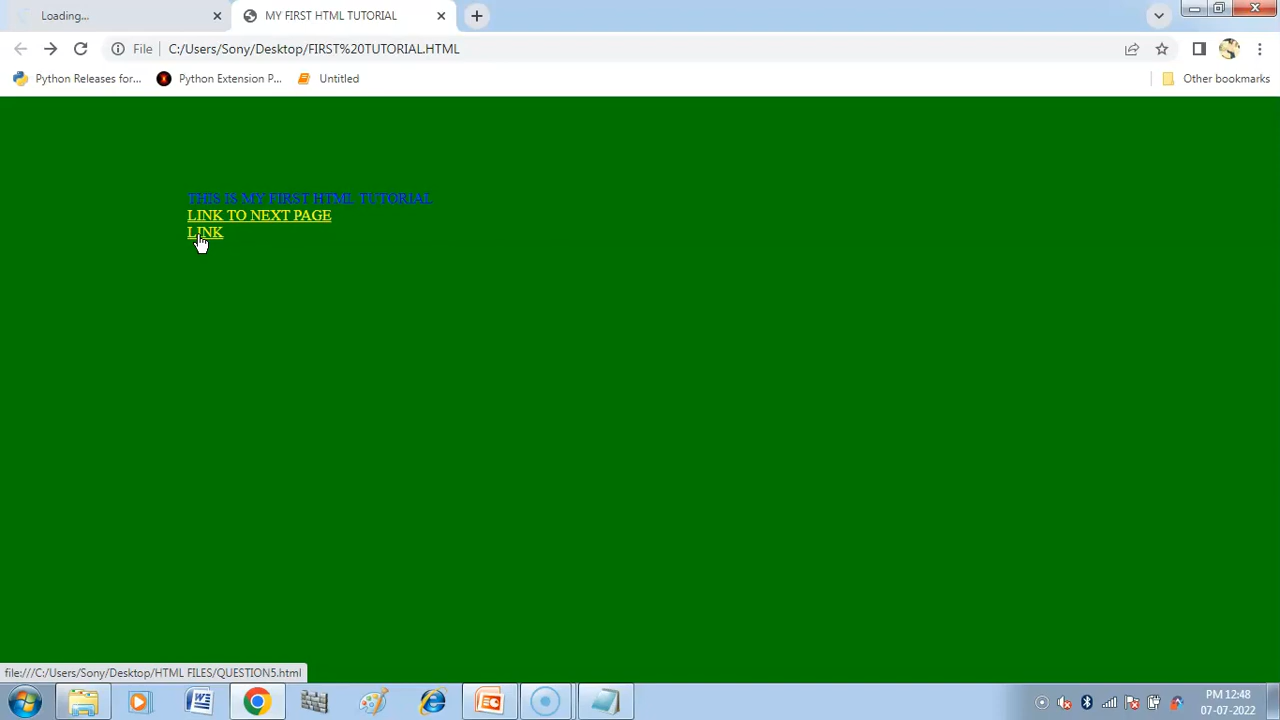 Loading...
MY FIRST HTML TUTORIAL
File
C:/Users/Sony/Desktop/FIRST%20TUTORIAL.HTML
Python Releases for...
Python Extension P...
Untitled
Other bookmarks
THIS IS MY FIRST HTML TUTORIAL
LINK TO NEXT PAGE
LINK
file:///C:/Users/Sony/Desktop/HTML FILES/QUESTION5.html
PM 12:48
07-07-2022